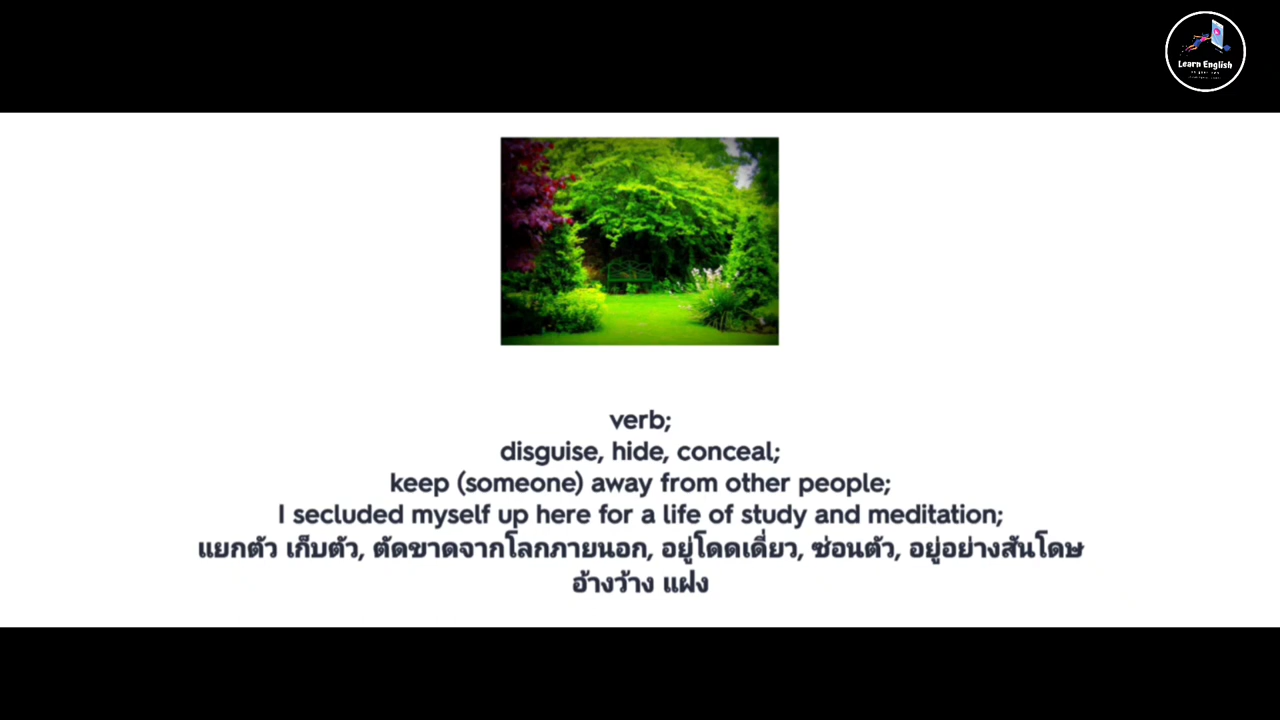 Learn English
verb;
disguise, hide, conceal;
keep (someone) away from other people;
I secluded myself up here for a life of study and meditation;
แยกตัว เก็บตัว, ตัดขาดจากโลกภายนอก, อยู่โดดเดี่ยว, ซ่อนตัว, อยู่อย่างสันโดษ
อ้างว้าง แฝง